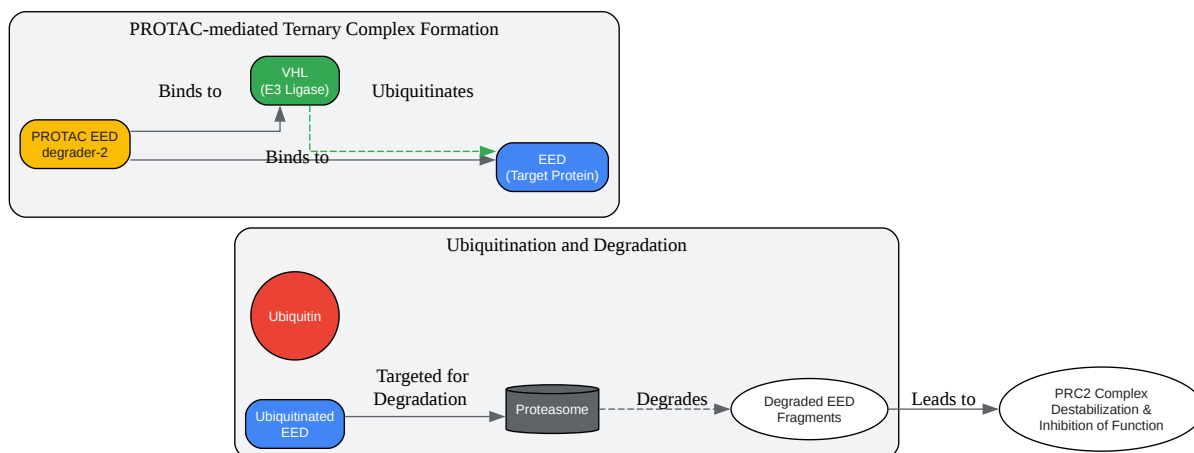 PROTAC-mediated Ternary Complex Formation
VHL
(E3 Ligase)
Binds to
Ubiquitinates
PROTAC EED
degrader-2
Binds to
EED
(Target Protein)
Ubiquitination and Degradation
Ubiquitin
Targeted for
Degradation
Ubiquitinated
EED
Proteasome
Degrades
Degraded EED
Fragments
Leads to
PRC2 Complex
Destabilization &
Inhibition of Function